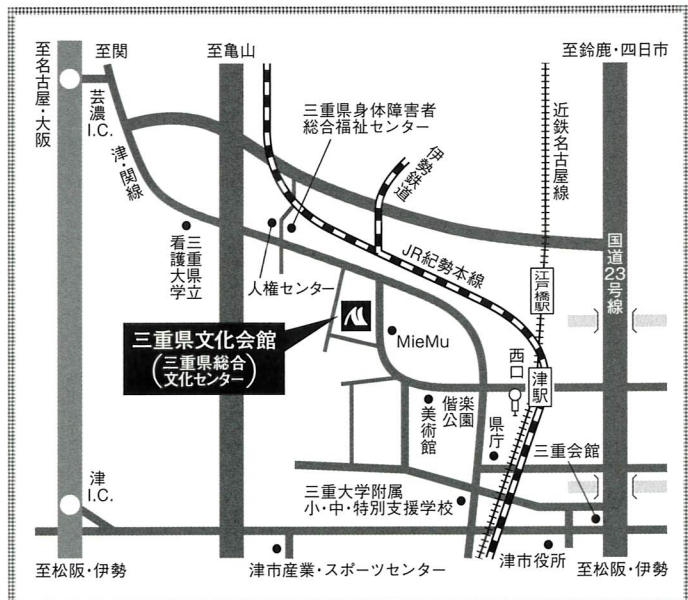 至名古屋・大阪
至関
至亀山
至鈴鹿・四日市
芸濃
I.C.
津・関線
三重県身体障害者
総合福祉センター
伊勢鉄道
近鉄名古屋線
三重県立
看護大学
人権センター
JR紀勢本線
国道23号線
江戸橋駅
三重県文化会館
(三重県総合
文化センター)
MieMu
西口
津駅
美術館
偕楽
公園
県庁
三重会館
津
I.C.
三重大学附属
小・中・特別支援学校
至松阪・伊勢
津市産業・スポーツセンター
津市役所
至松阪・伊勢